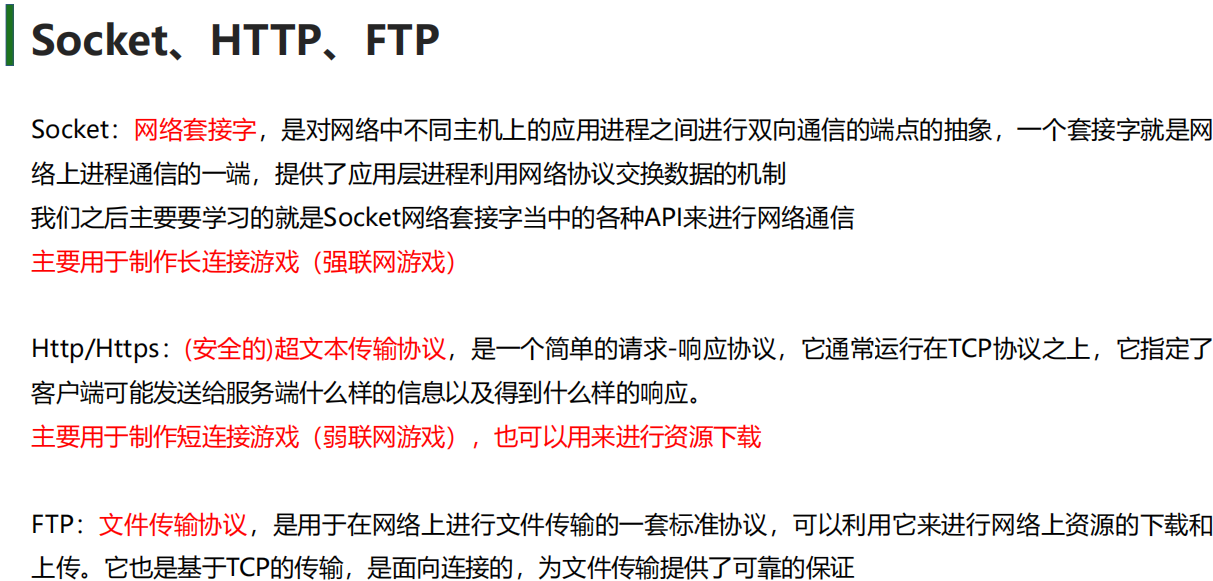 Socket、HTTP、FTP
Socket：网络套接字，是对网络中不同主机上的应用进程之间进行双向通信的端点的抽象，一个套接字就是网
络上进程通信的一端，提供了应用层进程利用网络协议交换数据的机制
我们之后主要要学习的就是Socket网络套接字当中的各种API来进行网络通信
主要用于制作长连接游戏（强联网游戏）
Http/Https：(安全的)超文本传输协议，是一个简单的请求-响应协议，它通常运行在TCP协议之上，它指定了
客户端可能发送给服务端什么样的信息以及得到什么样的响应。
主要用于制作短连接游戏（弱联网游戏），也可以用来进行资源下载
FTP：文件传输协议，是用于在网络上进行文件传输的一套标准协议，可以利用它来进行网络上资源的下载和
上传。它也是基于TCP的传输，是面向连接的，为文件传输提供了可靠的保证